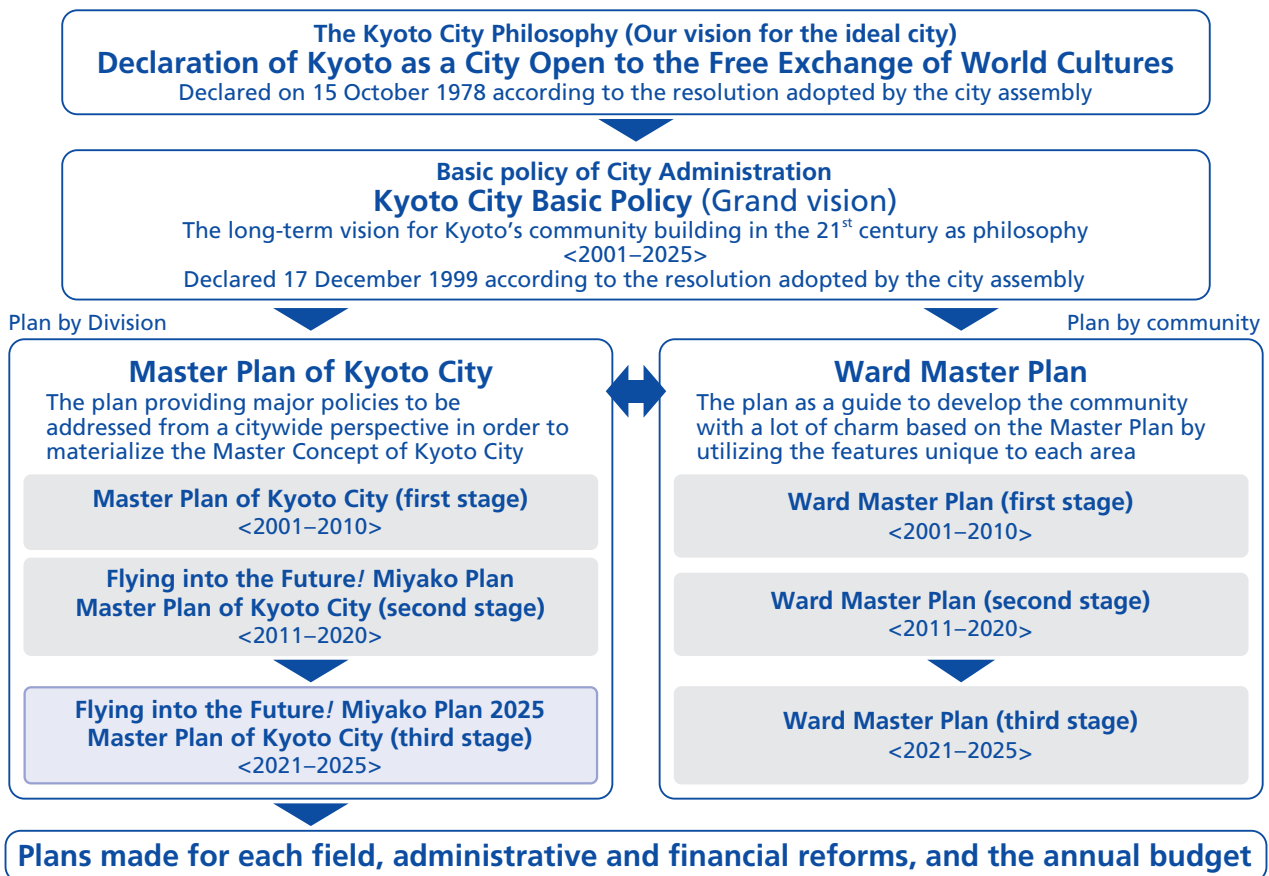 The Kyoto City Philosophy (Our vision for the ideal city)
Declaration of Kyoto as a City Open to the Free Exchange of World Cultures
Declared on 15 October 1978 according to the resolution adopted by the city assembly
Basic policy of City Administration
Kyoto City Basic Policy (Grand vision)
The long-term vision for Kyoto’s community building in the 21st century as philosophy
<2001–2025>
Declared 17 December 1999 according to the resolution adopted by the city assembly
Plan by Division
Master Plan of Kyoto City
The plan providing major policies to be
addressed from a citywide perspective in order to
materialize the Master Concept of Kyoto City
Master Plan of Kyoto City (first stage)
<2001–2010>
Flying into the Future! Miyako Plan
Master Plan of Kyoto City (second stage)
<2011–2020>
Flying into the Future! Miyako Plan 2025
Master Plan of Kyoto City (third stage)
<2021–2025>
Plan by community
Ward Master Plan
The plan as a guide to develop the community
with a lot of charm based on the Master Plan by
utilizing the features unique to each area
Ward Master Plan (first stage)
<2001–2010>
Ward Master Plan (second stage)
<2011–2020>
Ward Master Plan (third stage)
<2021–2025>
Plans made for each field, administrative and financial reforms, and the annual budget